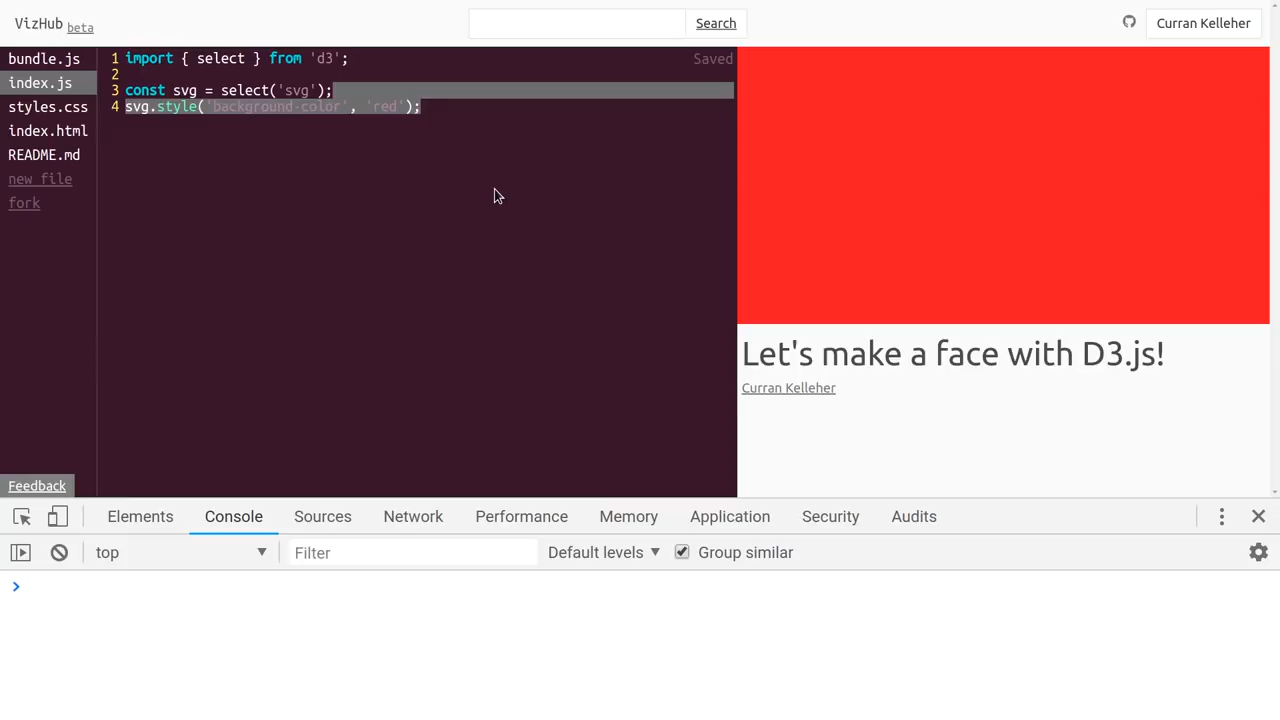 VizHub beta
Search
Curran Kelleher
bundle.js
index.js
styles.css
index.html
README.md
new file
fork
Feedback
1 import { select } from 'd3';
2
3 const svg = select('svg');
4 svg.style('background-color', 'red');
Saved
Let's make a face with D3.js!
Curran Kelleher
Elements Console Sources Network Performance Memory Application Security Audits
top Filter Default levels Group similar